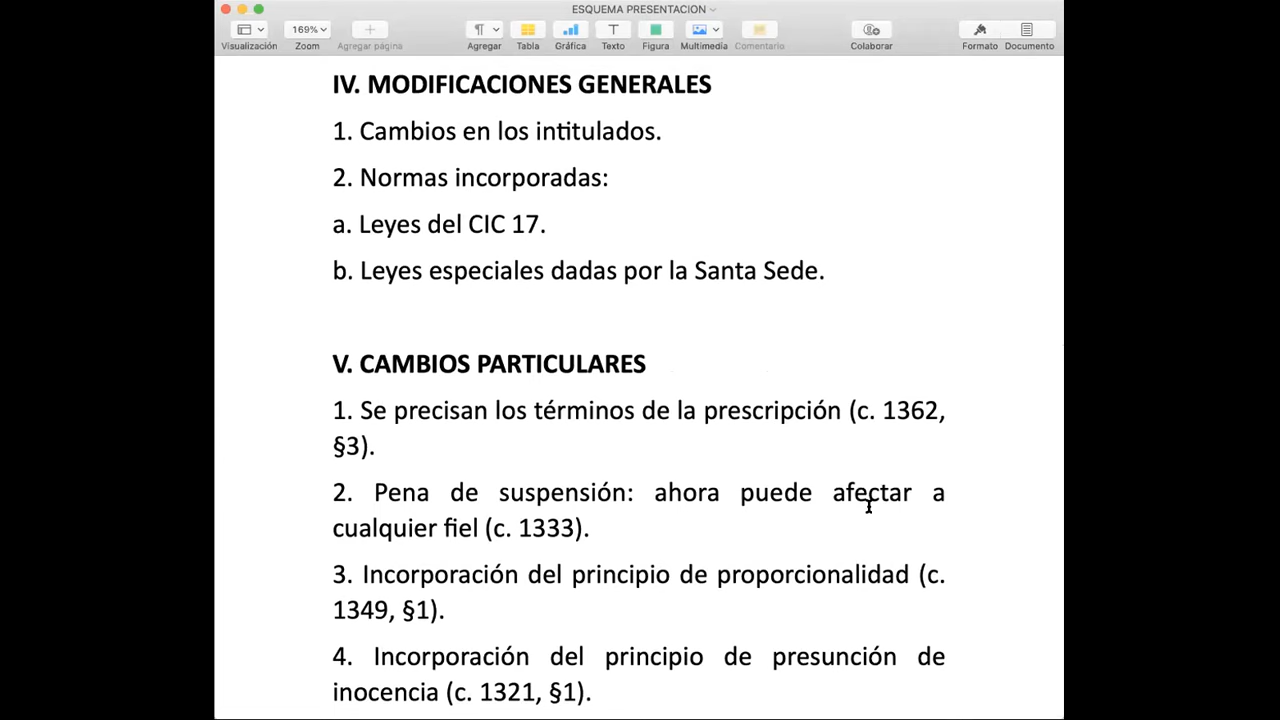 ESQUEMA PRESENTACION
169%
Visualización Zoom Agregar página Agregar Tabla Gráfica Texto Figura Multimedia Comentario Colaborar Formato Documento
IV. MODIFICACIONES GENERALES
1. Cambios en los intitulados.
2. Normas incorporadas:
a. Leyes del CIC 17.
b. Leyes especiales dadas por la Santa Sede.
V. CAMBIOS PARTICULARES
1. Se precisan los términos de la prescripción (c. 1362,
§3).
2. Pena de suspensión: ahora puede afectar a
cualquier fiel (c. 1333).
3. Incorporación del principio de proporcionalidad (c.
1349, §1).
4. Incorporación del principio de presunción de
inocencia (c. 1321, §1).